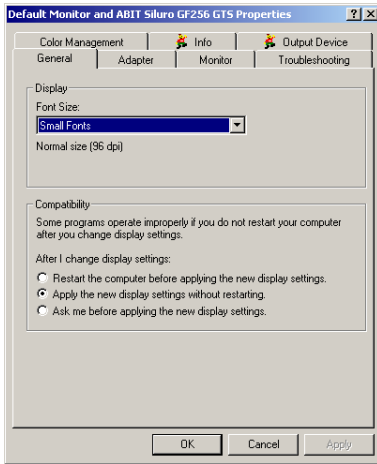 Default Monitor and ABIT Siluro GF256 GTS Properties
Color Management Info Output Device
General Adapter Monitor Troubleshooting
Display
Font Size:
Small Fonts
Normal size (96 dpi)
Compatibility
Some programs operate improperly if you do not restart your computer
after you change display settings.
After I change display settings:
Restart the computer before applying the new display settings.
Apply the new display settings without restarting.
Ask me before applying the new display settings.
OK Cancel Apply